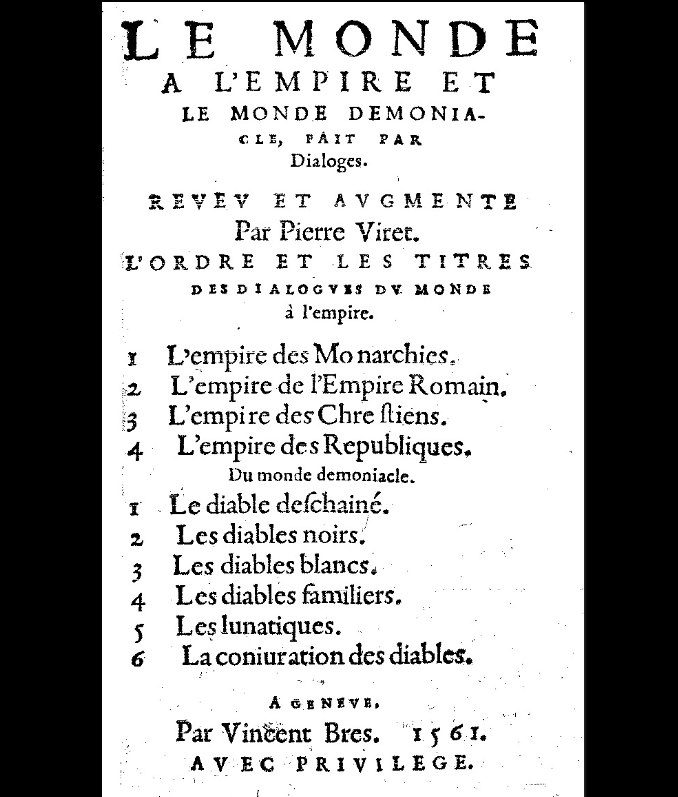 LE MONDE
A L'EMPIRE ET
LE MONDE DEMONIA-
CLE, FAIT PAR
Dialoges.
REVEV ET AVGMENTE
Par Pierre Viret.
L'ORDRE ET LES TITRES
DES DIALOGVES DV MONDE
à l'empire.
1 L'empire des Monarchies.
2 L'empire de l'Empire Romain.
3 L'empire des Chreſtiens.
4 L'empire des Republiques.
Du monde demoniacle.
1 Le diable deſchainé.
2 Les diables noirs.
3 Les diables blancs.
4 Les diables familiers.
5 Les lunatiques.
6 La coniuration des diables.
A GENEVE,
Par Vincent Bres. 1561.
AVEC PRIVILEGE.